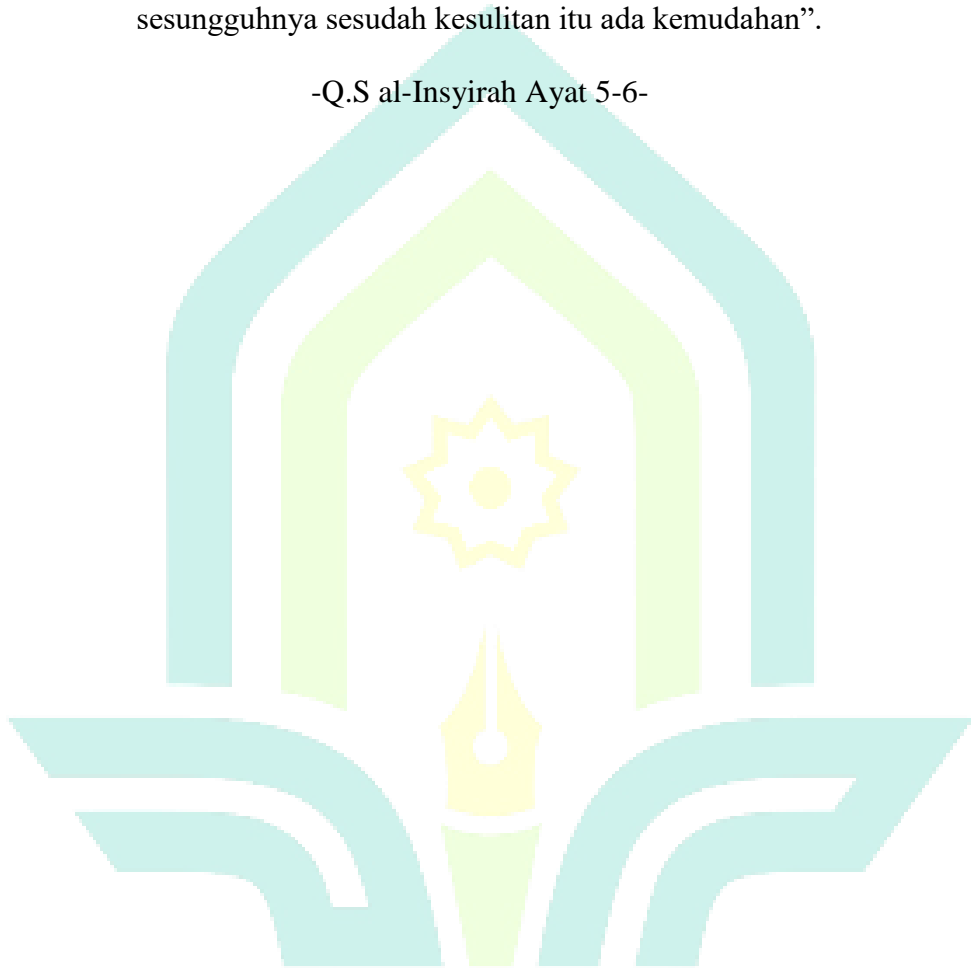 sesungguhnya sesudah kesulitan itu ada kemudahan”.
-Q.S al-Insyirah Ayat 5-6-